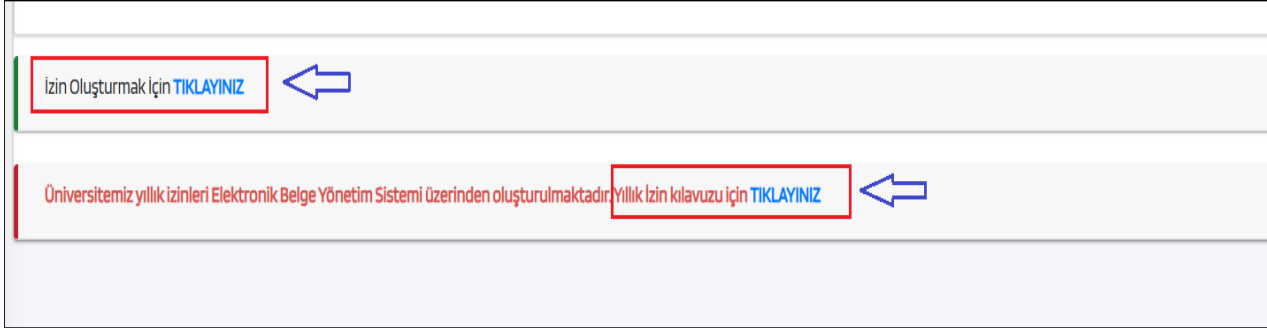 İzin Oluşturmak İçin TIKLAYINIZ
Üniversitemiz yıllık izinleri Elektronik Belge Yönetim Sistemi üzerinden oluşturulmaktadır. Yıllık İzin kılavuzu için TIKLAYINIZ